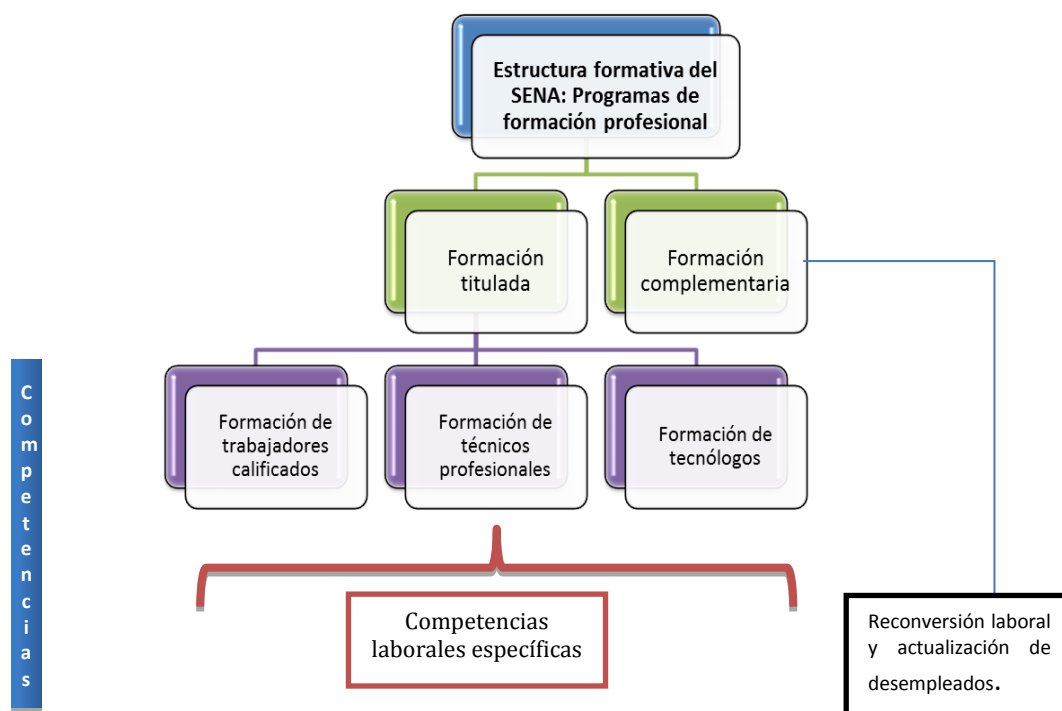 Estructura formativa del
SENA: Programas de
formación profesional
Formación
titulada
Formación
complementaria
Formación de
trabajadores
calificados
Formación de
técnicos
profesionales
Formación de
tecnólogos
Competencias
Competencias
laborales específicas
Reconversión laboral
y actualización de
desempleados.